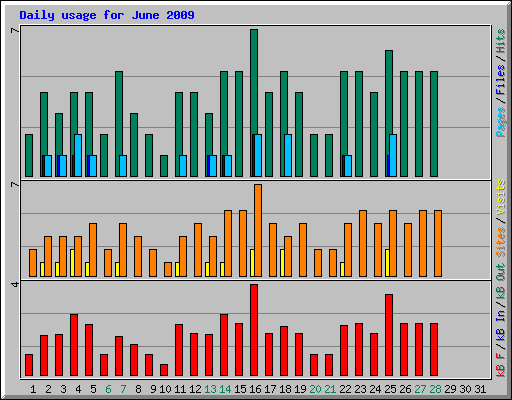 Daily usage for June 2009
7
Pages / Files / Hits
7
Sites / Visits
4
kB F / kB In / kB Out
1 2 3 4 5 6 7 8 9 10 11 12 13 14 15 16 17 18 19 20 21 22 23 24 25 26 27 28 29 30 31